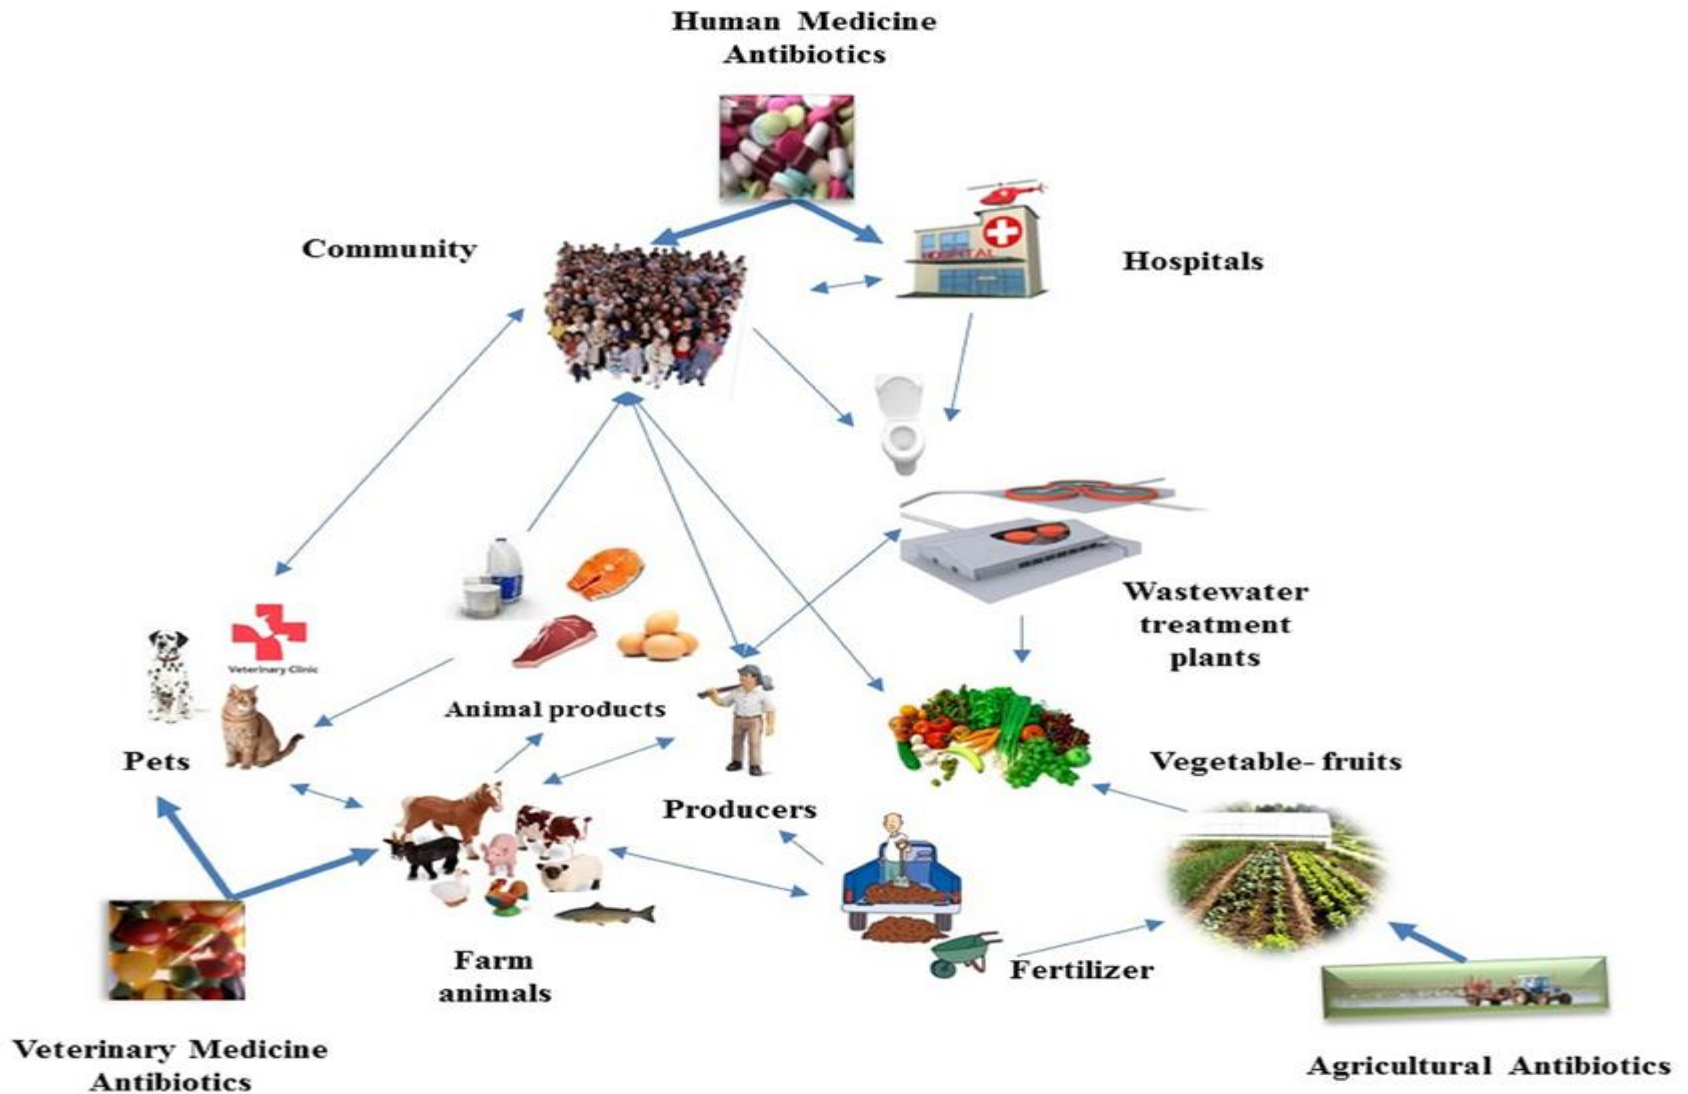 Human Medicine
Antibiotics
Community
HOSPITAL
Hospitals
Wastewater
treatment
plants
Veterinary Clinic
Animal products
Pets
Vegetable- fruits
Producers
Farm
animals
Fertilizer
Veterinary Medicine
Antibiotics
Agricultural Antibiotics